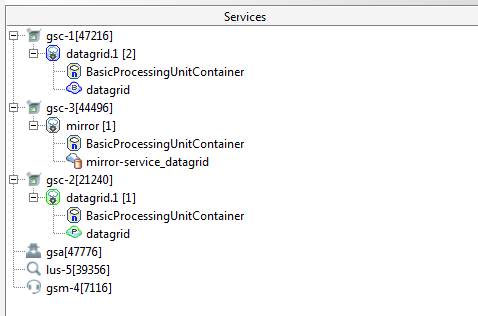 Services
gsc-1[47216]
datagrid.1 [2]
n BasicProcessingUnitContainer
B datagrid
gsc-3[44496]
mirror [1]
n BasicProcessingUnitContainer
mirror-service_datagrid
gsc-2[21240]
datagrid.1 [1]
n BasicProcessingUnitContainer
P datagrid
gsa[47776]
lus-5[39356]
gsm-4[7116]